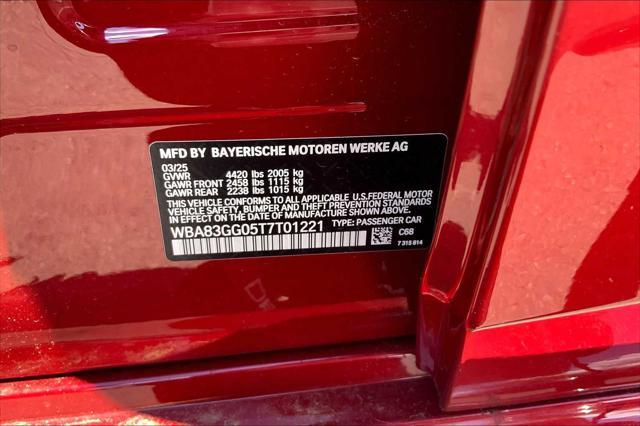 MFD BY BAYERISCHE MOTOREN WERKE AG
03/25
GVWR 4420 lbs 2005 kg
GAWR FRONT 2458 lbs 1115 kg
GAWR REAR 2238 lbs 1015 kg
THIS VEHICLE CONFORMS TO ALL APPLICABLE U.S.FEDERAL MOTOR
VEHICLE SAFETY, BUMPER AND THEFT PREVENTION STANDARDS IN
EFFECT ON THE DATE OF MANUFACTURE SHOWN ABOVE.
WBA83GG05T7T01221 TYPE: PASSENGER CAR
C68
7 315 614